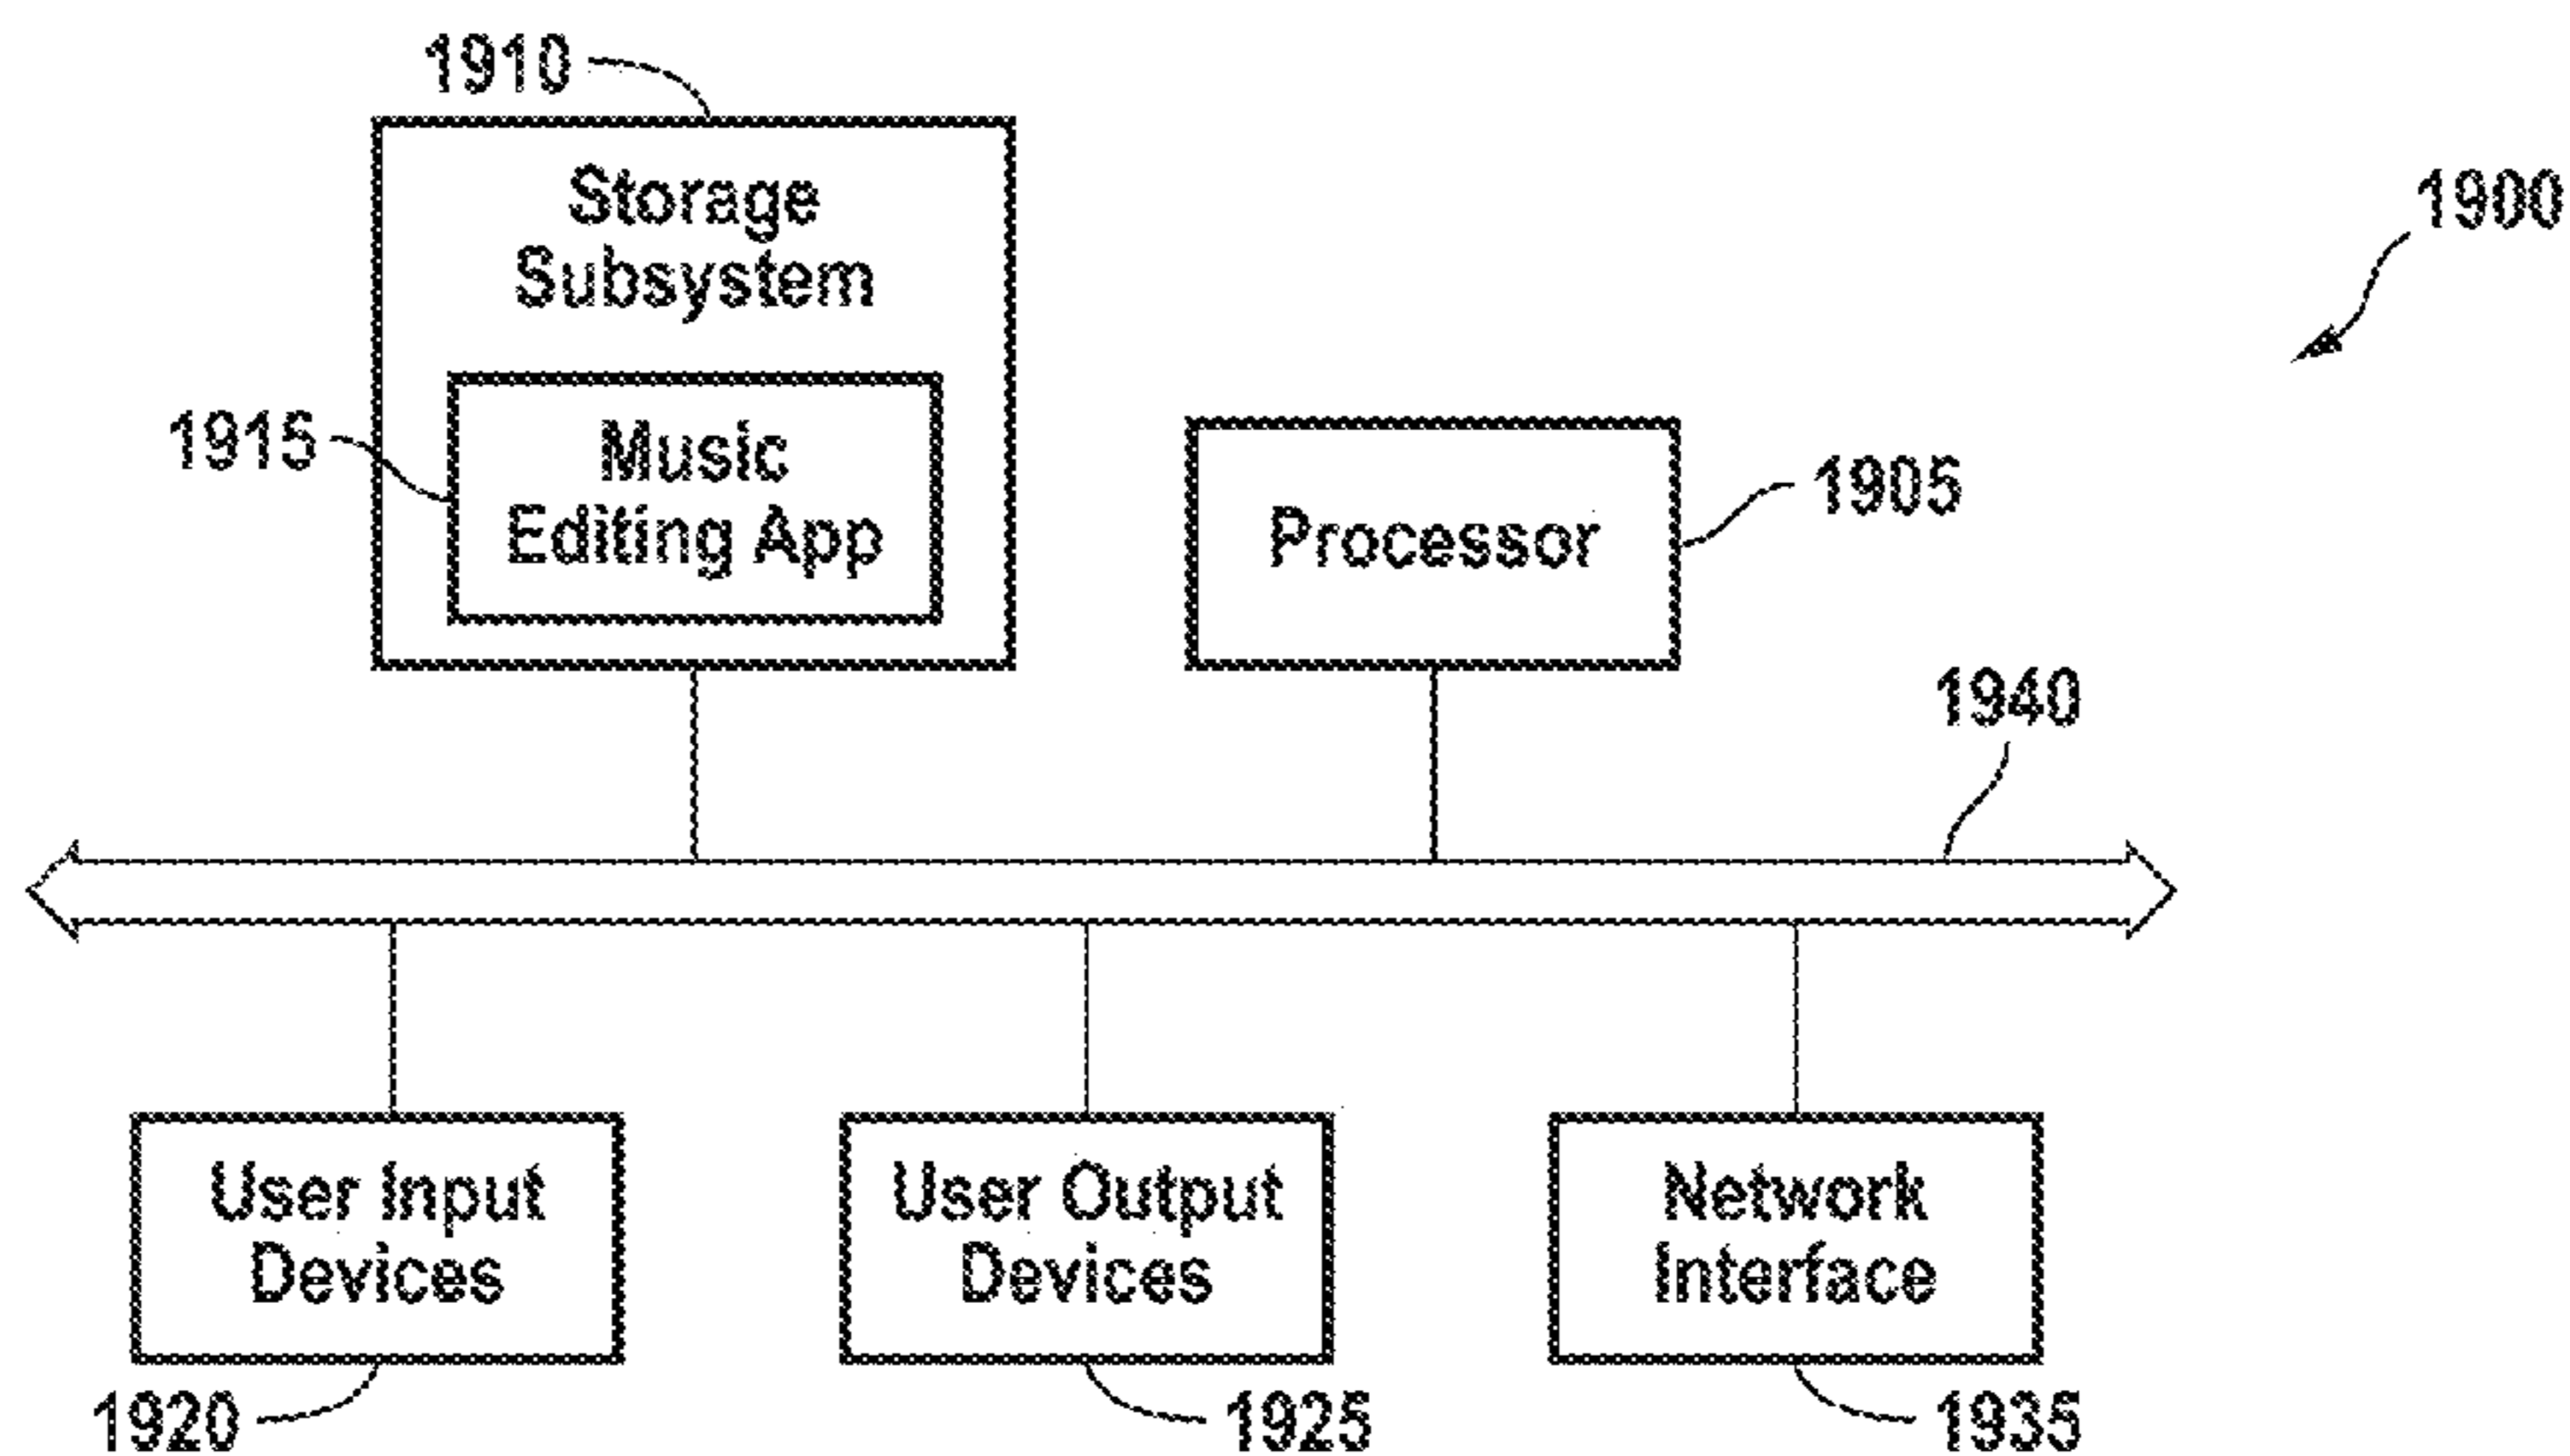 1910
Storage
Subsystem
1900
1915
Music
Editing App
Processor
1905
1940
User Input
Devices
User Output
Devices
Network
Interface
1920
1925
1935